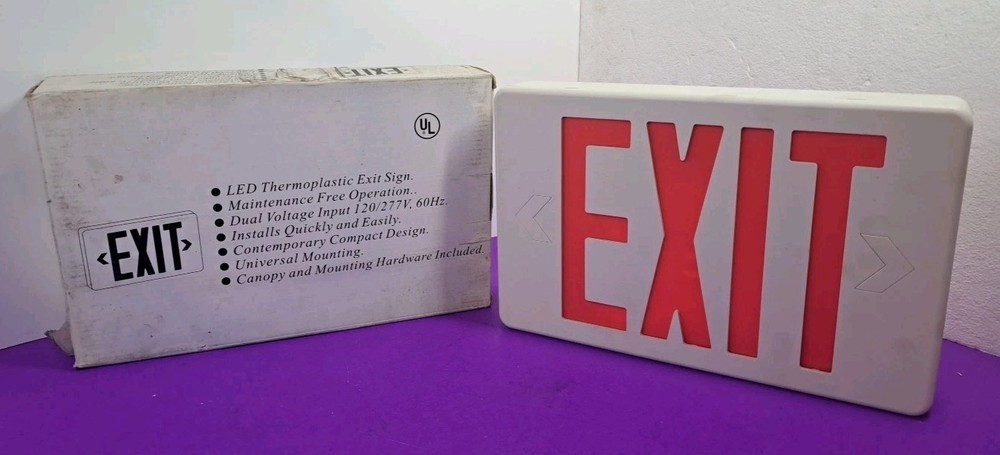 EXIT
UL
● LED Thermoplastic Exit Sign.
● Maintenance Free Operation..
● Dual Voltage Input 120/277V, 60Hz.
● Installs Quickly and Easily.
● Contemporary Compact Design.
● Universal Mounting.
● Canopy and Mounting Hardware Included.
<EXIT>
EXIT